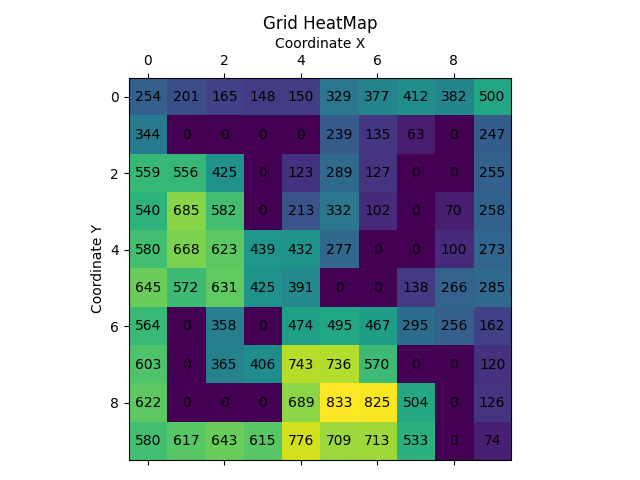 Grid HeatMap
Coordinate X
0 2 4 6 8
0 254 201 165 148 150 329 377 412 382 500
344 0 0 0 0 239 135 63 0 247
2 559 556 425 0 123 289 127 0 0 255
540 685 582 0 213 332 102 0 70 258
4 580 668 623 439 432 277 0 0 100 273
645 572 631 425 391 0 0 138 266 285
6 564 0 358 0 474 495 467 295 256 162
603 0 365 406 743 736 570 0 0 120
8 622 0 0 0 689 833 825 504 0 126
580 617 643 615 776 709 713 533 0 74
Coordinate Y